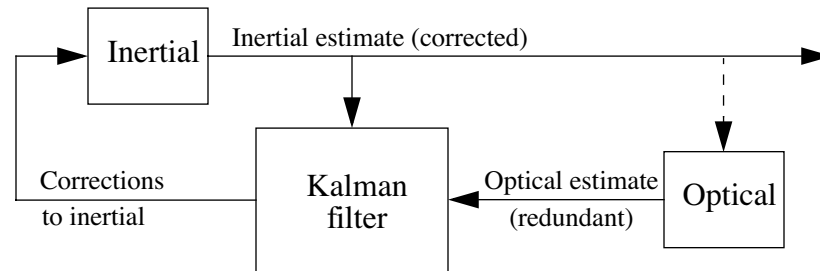 Inertial
Inertial estimate (corrected)
Corrections
to inertial
Kalman
filter
Optical estimate
(redundant)
Optical